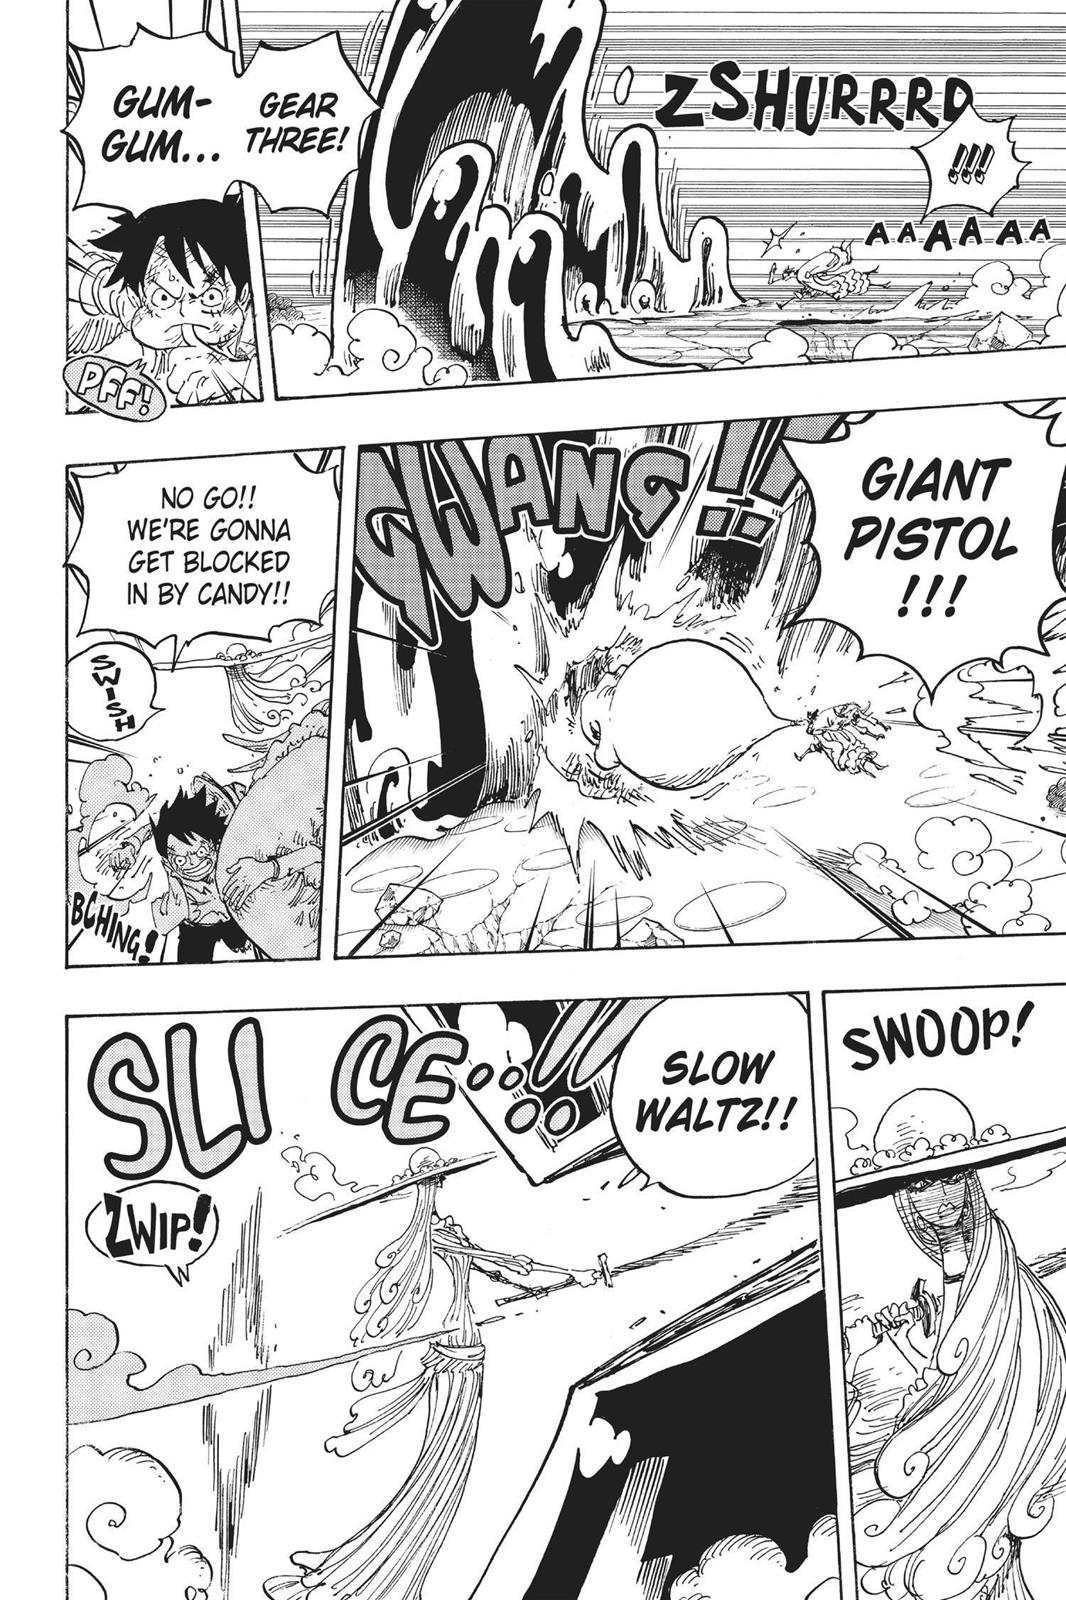 ZSHURRRD
!!!
AAAAAA
GEAR
THREE!
GUM-
GUM...
PFF!
GIANT
PISTOL
!!!
GWANG!!
NO GO!!
WE'RE GONNA
GET BLOCKED
IN BY CANDY!!
SWISH
BCHING!
SWOOP!
SLOW
WALTZ!!
SLICE...!!
ZWIP!